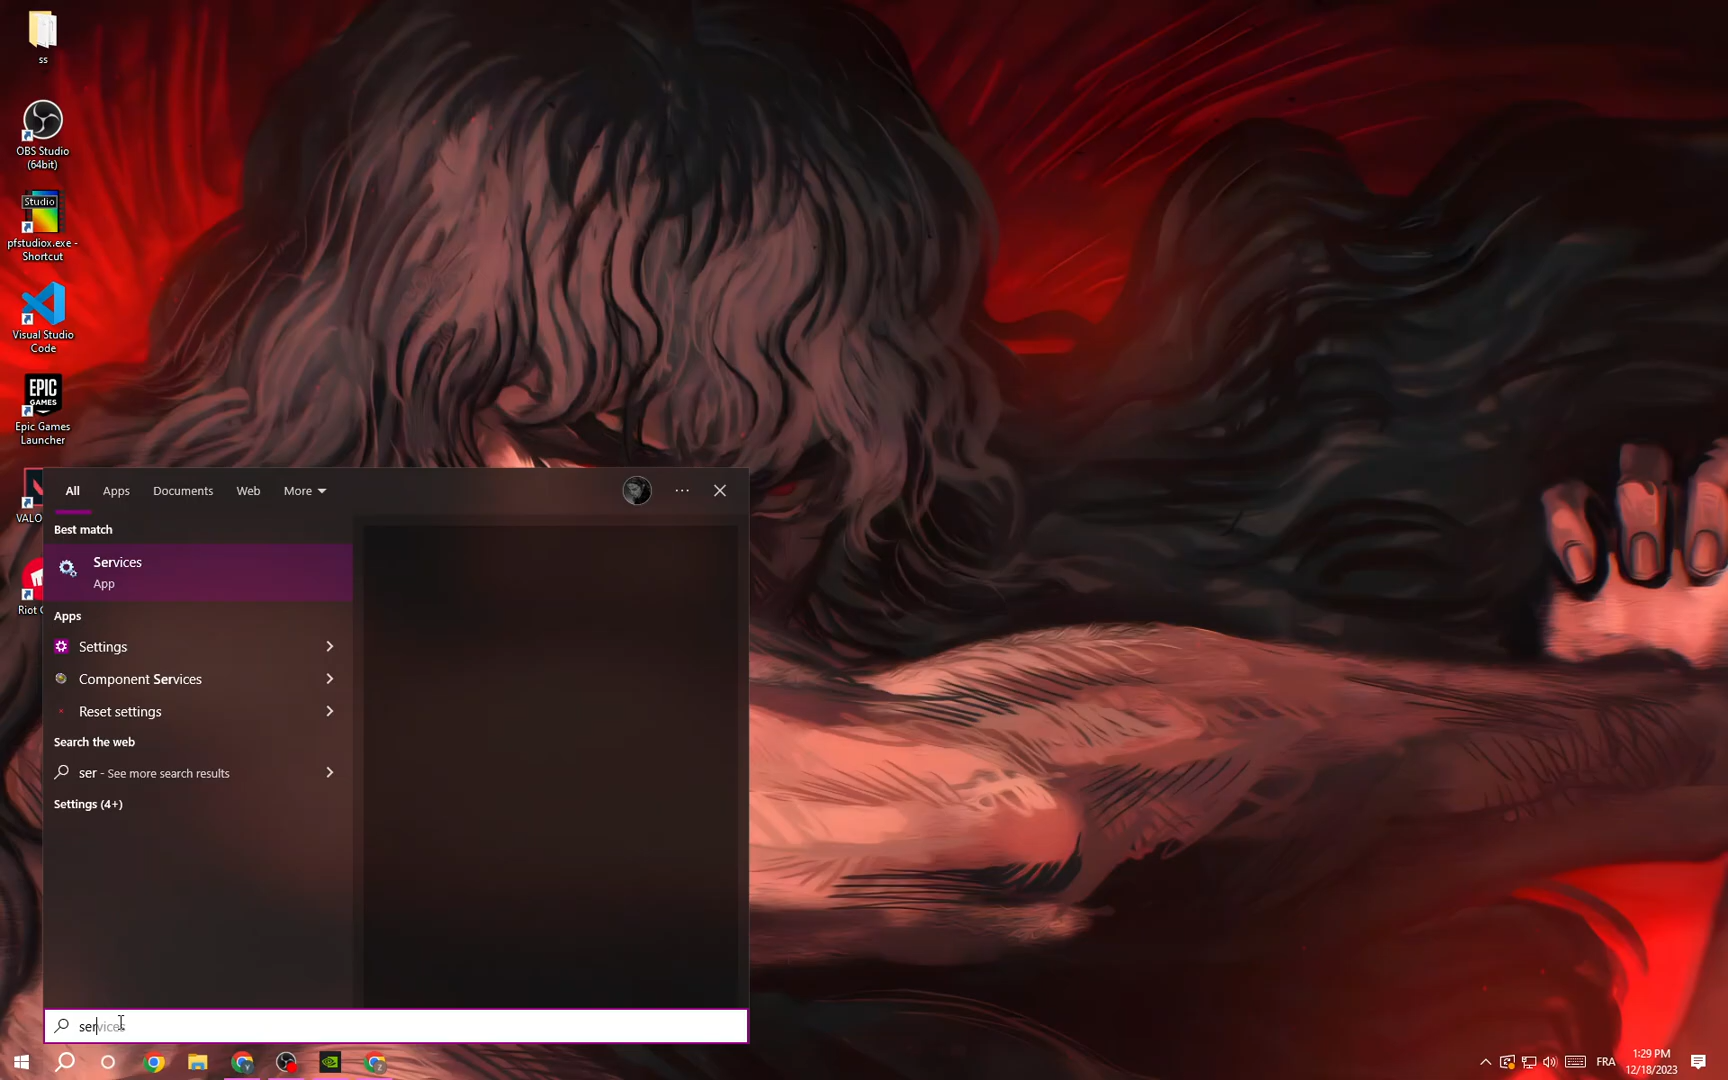 ss
OBS Studio
(64bit)
Studio
pfstudiox.exe -
Shortcut
Visual Studio
Code
EPIC
GAMES
Epic Games
Launcher
VALO
Riot
All
Apps
Documents
Web
More
Best match
Services
App
Apps
Settings
Component Services
Reset settings
Search the web
ser - See more search results
Settings (4+)
services
FRA
1:29 PM
12/18/2023